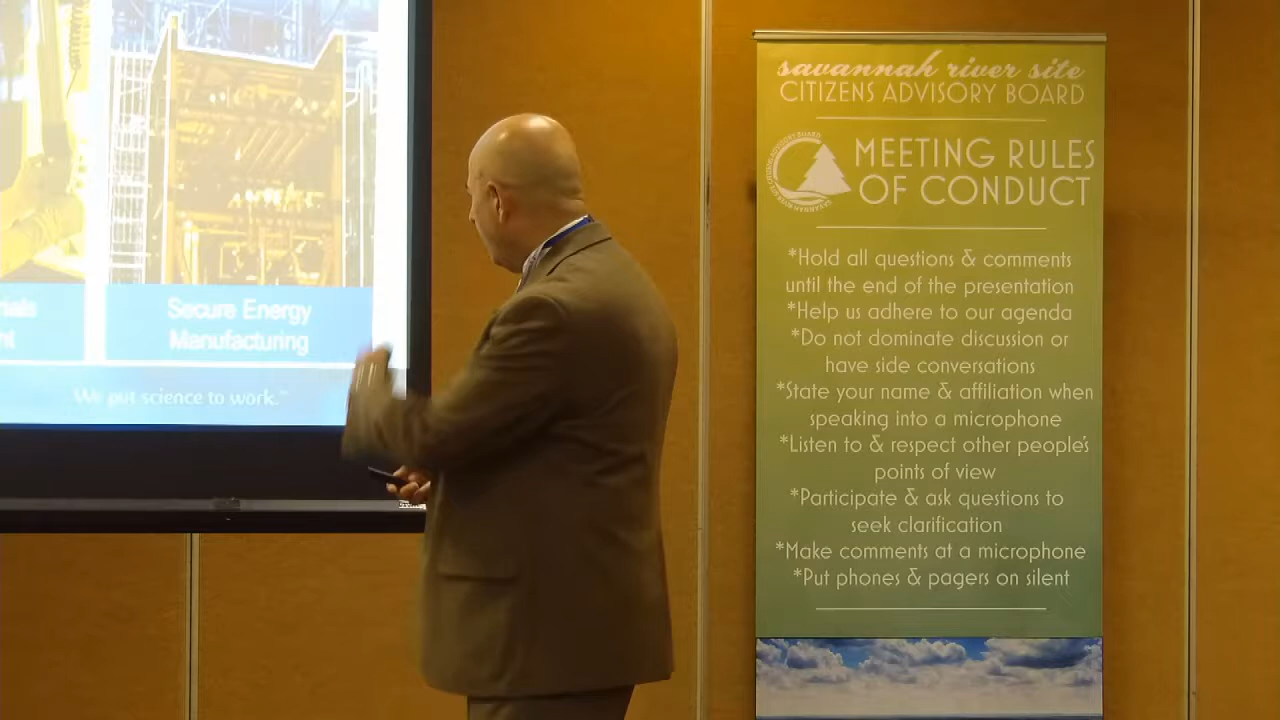 Secure Energy
Manufacturing
We put science to work.™
savannah river site
CITIZENS ADVISORY BOARD
MEETING RULES
OF CONDUCT
*Hold all questions & comments
until the end of the presentation
*Help us adhere to our agenda
*Do not dominate discussion or
have side conversations
*State your name & affiliation when
speaking into a microphone
*Listen to & respect other people's
points of view
*Participate & ask questions to
seek clarification
*Make comments at a microphone
*Put phones & pagers on silent